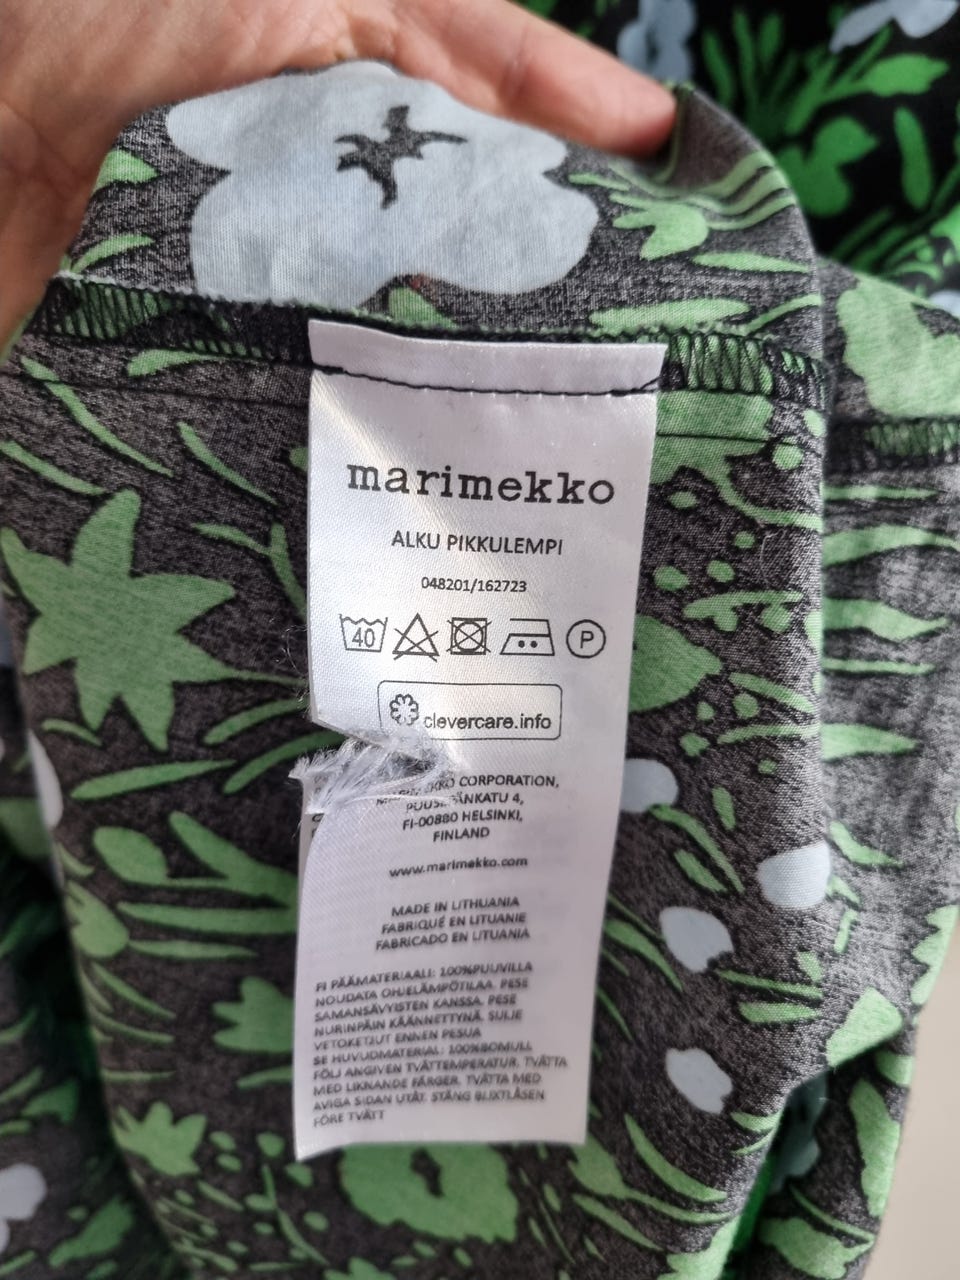 marimekko
ALKU PIKKULEMPI
048201/162723
40 P
clevercare.info
CORPORATION,
4,
FI-00880 HELSINKI,
FINLAND
www.marimekko.com
MADE IN LITHUANIA
FABRIQUÉ EN LITUANIE
FABRICADO EN LITUANIA
FI PÄÄMATERIAALI: 100%PUUVILLA
NOUDATA OHJELÄMPÖTILAA. PESE
SAMANSÄVYISTEN KANSSA. PESE
NURINPÄIN KÄÄNNETTYNÄ. SULJE
VETOKETJUT ENNEN PESUA
SE HUVUDMATERIAL: 100%BOMULL
FÖLJ ANGIVEN TVÄTTEMPERATUR. TVÄTTA
MED LIKNANDE FÄRGER. TVÄTTA MED
AVIGA SIDAN UTÅT. STÄNG BLIXTLÅSEN
FÖRE TVÄTT